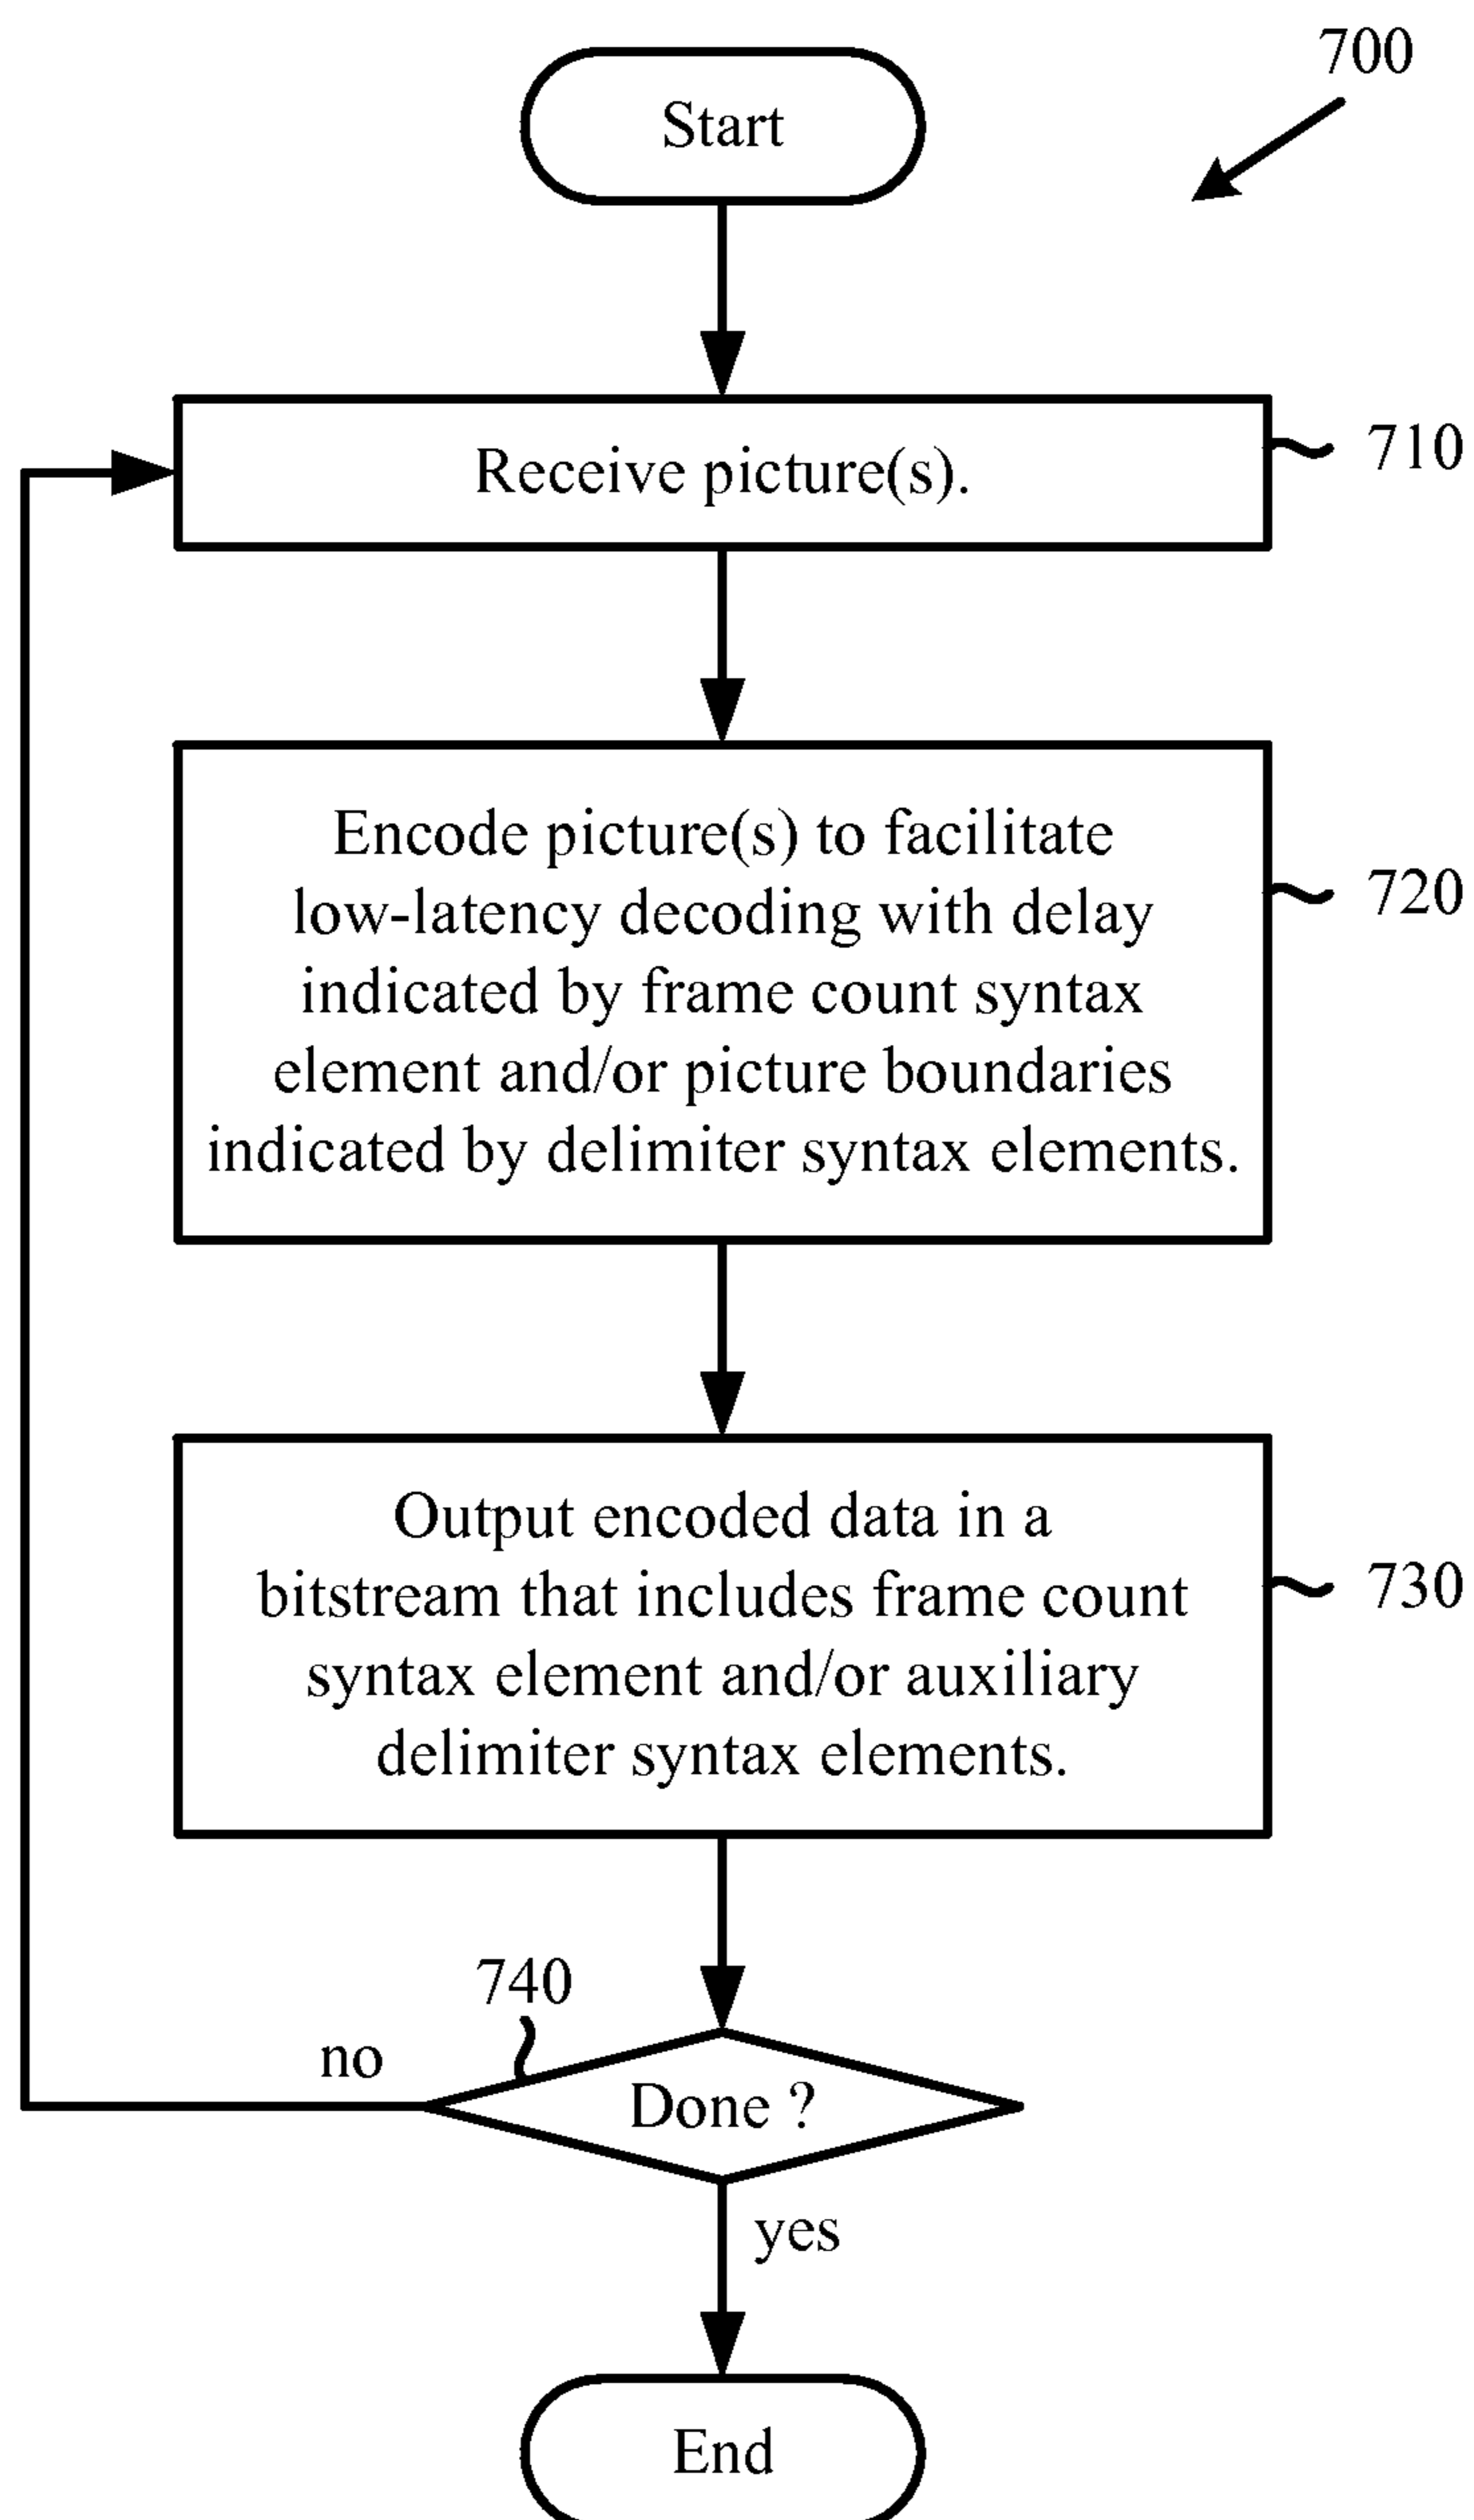 700
Start
Receive picture(s).
710
Encode picture(s) to facilitate
low-latency decoding with delay
indicated by frame count syntax
element and/or picture boundaries
indicated by delimiter syntax elements.
720
Output encoded data in a
bitstream that includes frame count
syntax element and/or auxiliary
delimiter syntax elements.
730
740
no
Done ?
yes
End